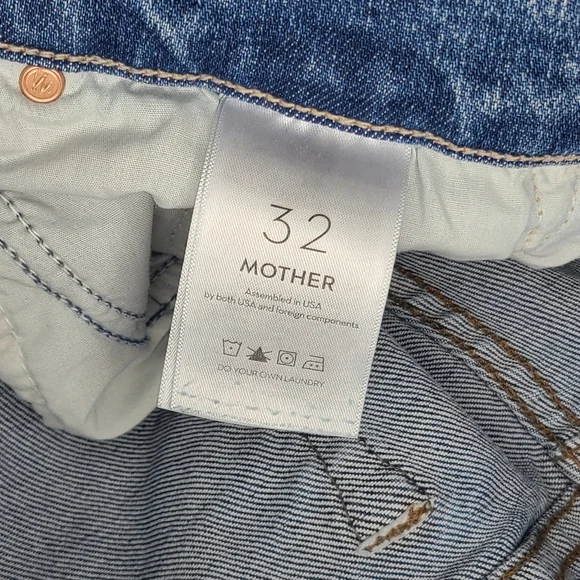 32
MOTHER
Assembled in USA
by both USA and foreign components
DO YOUR OWN LAUNDRY